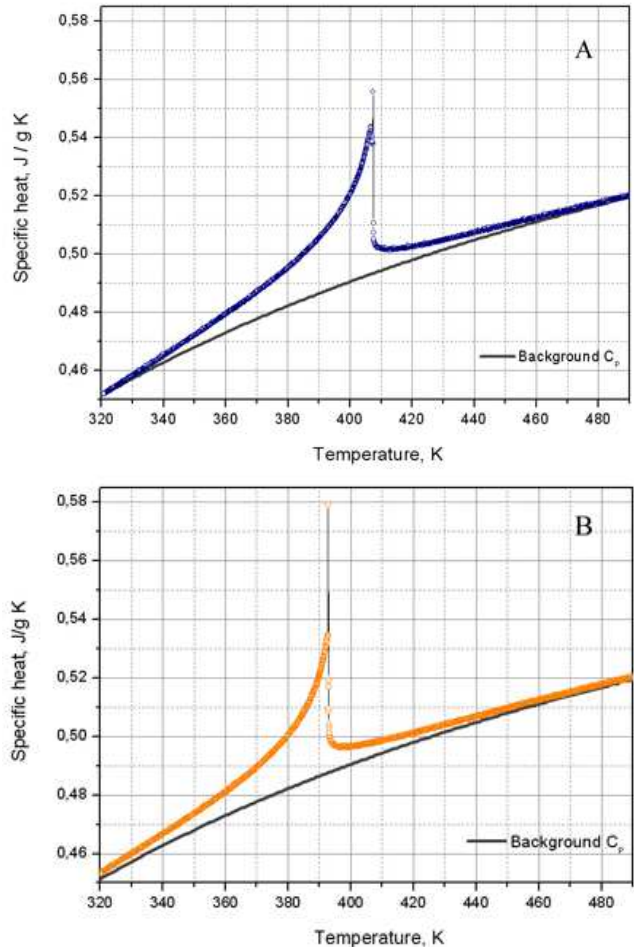 A
0,58
0,56
0,54
0,52
0,50
0,48
0,46
Specific heat, J / g K
Background Cp
320 340 360 380 400 420 440 460 480
Temperature, K
B
0,58
0,56
0,54
0,52
0,50
0,48
0,46
Specific heat, J/g K
Background Cp
320 340 360 380 400 420 440 460 480
Temperature, K